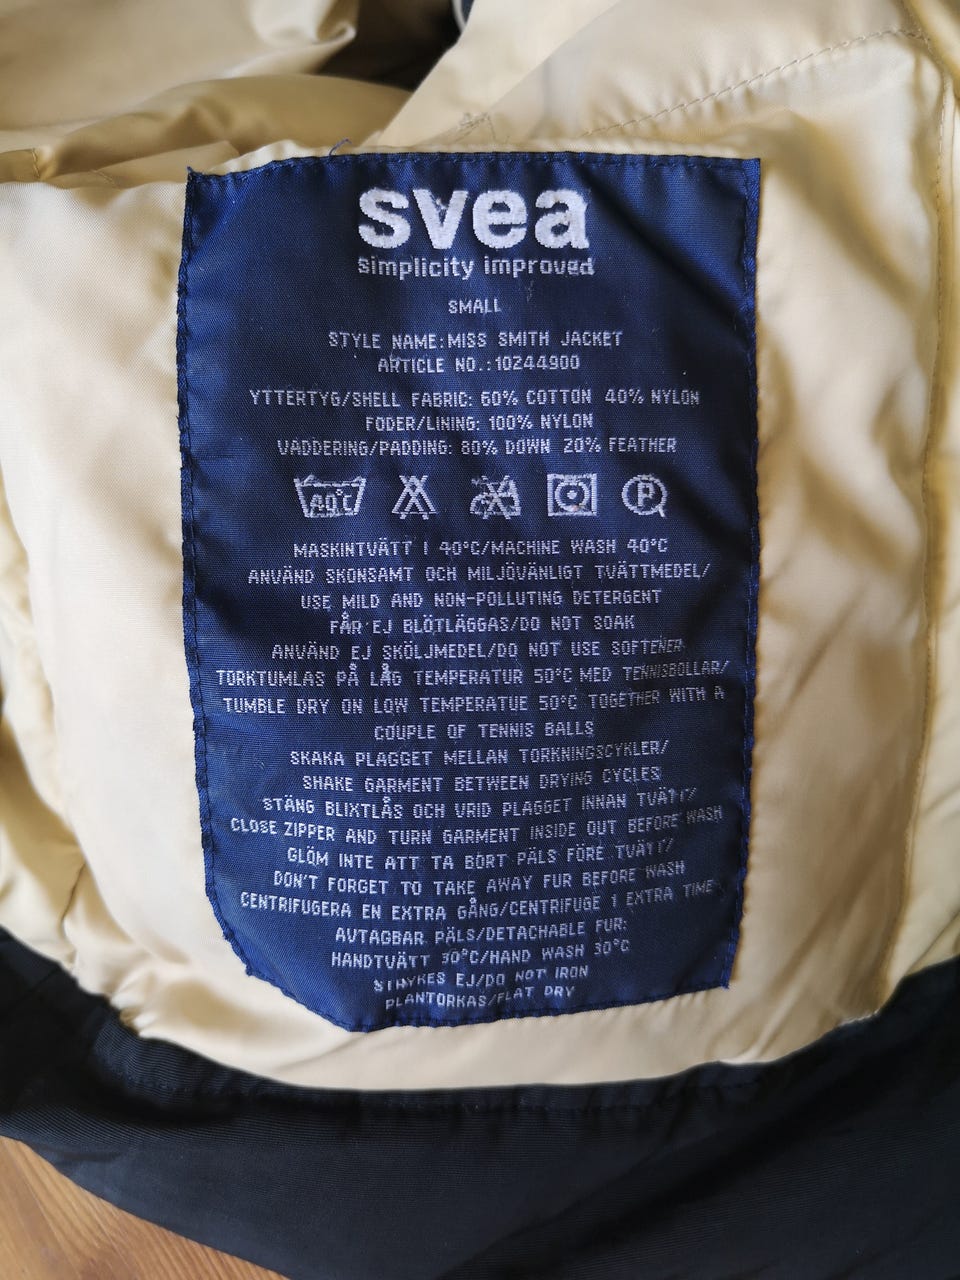 svea
simplicity improved
SMALL
STYLE NAME:MISS SMITH JACKET
ARTICLE NO.:10244900
YTTERTYG/SHELL FABRIC: 60% COTTON 40% NYLON
FODER/LINING: 100% NYLON
VADDERING/PADDING: 80% DOWN 20% FEATHER
40°C
P
MASKINTVÄTT I 40°C/MACHINE WASH 40°C
ANVÄND SKONSAMT OCH MILJÖVÄNLIGT TVÄTTMEDEL/
USE MILD AND NON-POLLUTING DETERGENT
FÅR EJ BLÖTLÄGGAS/DO NOT SOAK
ANVÄND EJ SKÖLJMEDEL/DO NOT USE SOFTENER
TORKTUMLAS PÅ LÅG TEMPERATUR 50°C MED TENNISBOLLAR/
TUMBLE DRY ON LOW TEMPERATUE 50°C TOGETHER WITH A
COUPLE OF TENNIS BALLS
SKAKA PLAGGET MELLAN TORKNINGSCYKLER/
SHAKE GARMENT BETWEEN DRYING CYCLES
STÄNG BLIXTLÅS OCH VRID PLAGGET INNAN TVÄTT/
CLOSE ZIPPER AND TURN GARMENT INSIDE OUT BEFORE WASH
GLÖM INTE ATT TA BORT PÄLS FÖRE TVÄTT/
DON'T FORGET TO TAKE AWAY FUR BEFORE WASH
CENTRIFUGERA EN EXTRA GÅNG/CENTRIFUGE 1 EXTRA TIME
AVTAGBAR PÄLS/DETACHABLE FUR:
HANDTVÄTT 30°C/HAND WASH 30°C
STRYKES EJ/DO NOT IRON
PLANTORKAS/FLAT DRY